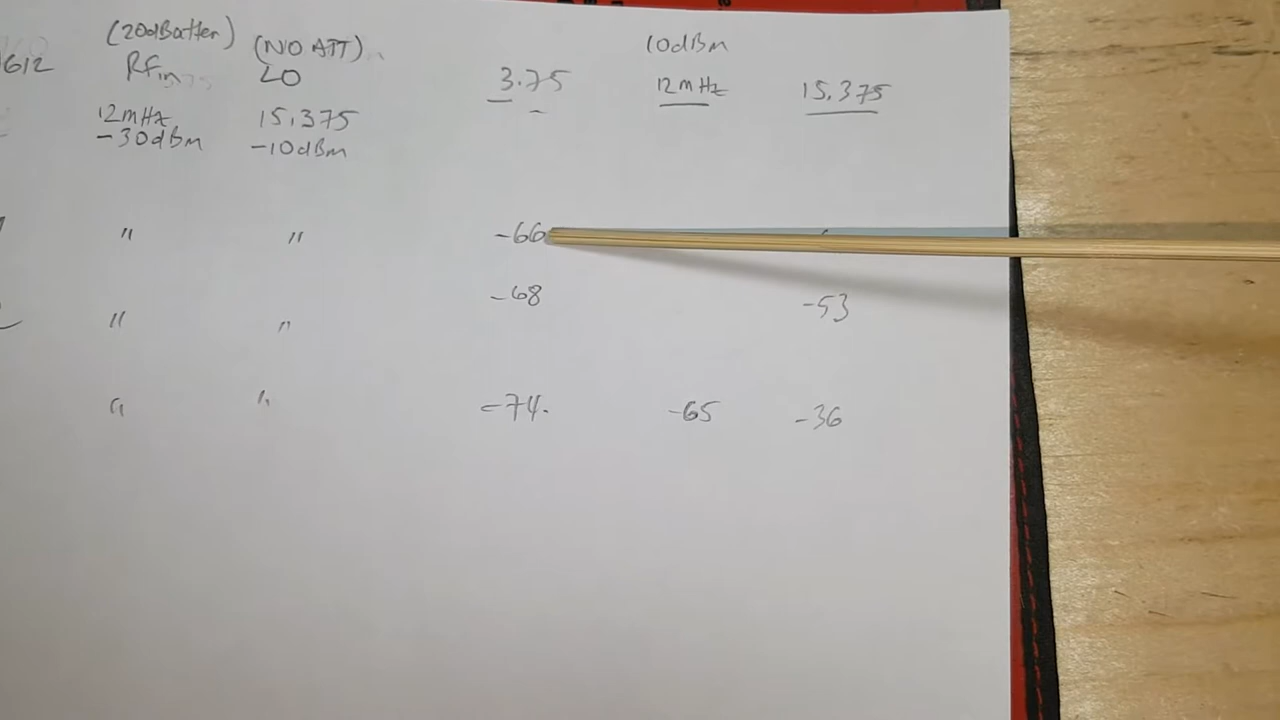 (20dBatten) (NO ATT) 10dBm
612 RFin LO 3.75 12mHz 15.375
12mHz 15.375
-30dBm -10dBm
" " -66
" " -68 -53
" " -74. -65 -36